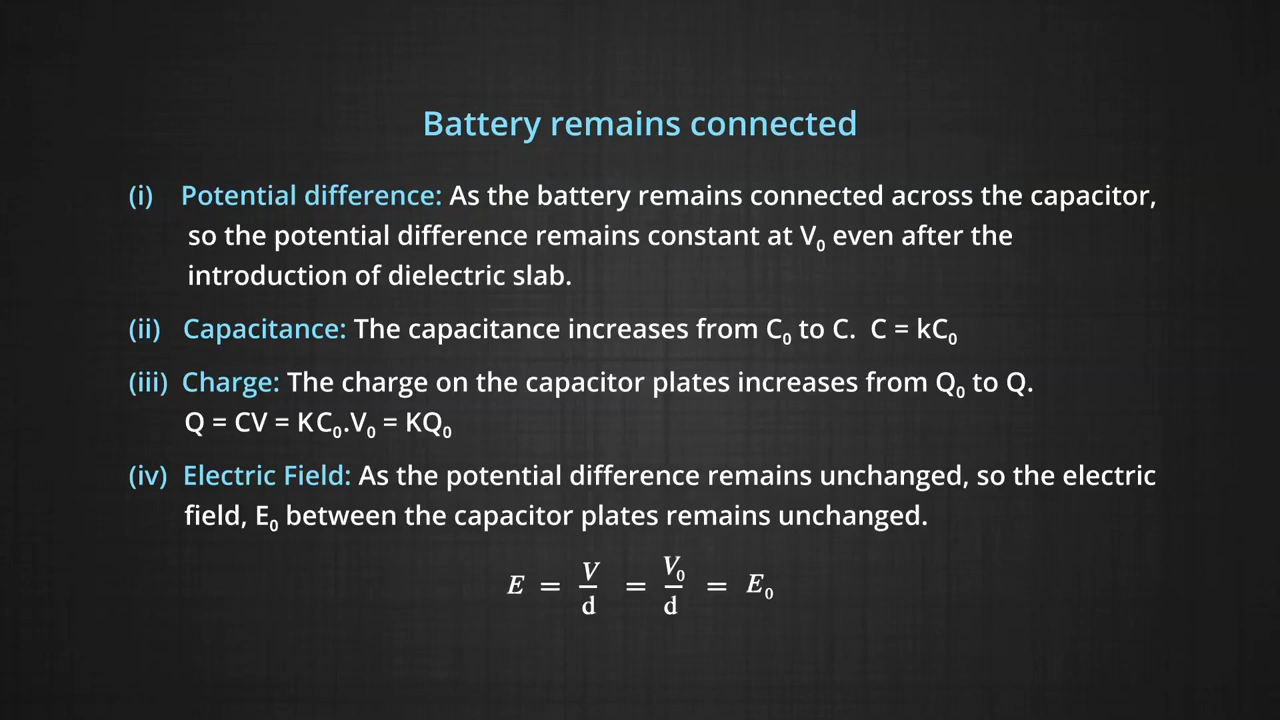 Battery remains connected
(i) Potential difference: As the battery remains connected across the capacitor,
so the potential difference remains constant at V₀ even after the
introduction of dielectric slab.
(ii) Capacitance: The capacitance increases from C₀ to C. C = kC₀
(iii) Charge: The charge on the capacitor plates increases from Q₀ to Q.
Q = CV = KC₀.V₀ = KQ₀
(iv) Electric Field: As the potential difference remains unchanged, so the electric
field, E₀ between the capacitor plates remains unchanged.
E = V/d = V₀/d = E₀